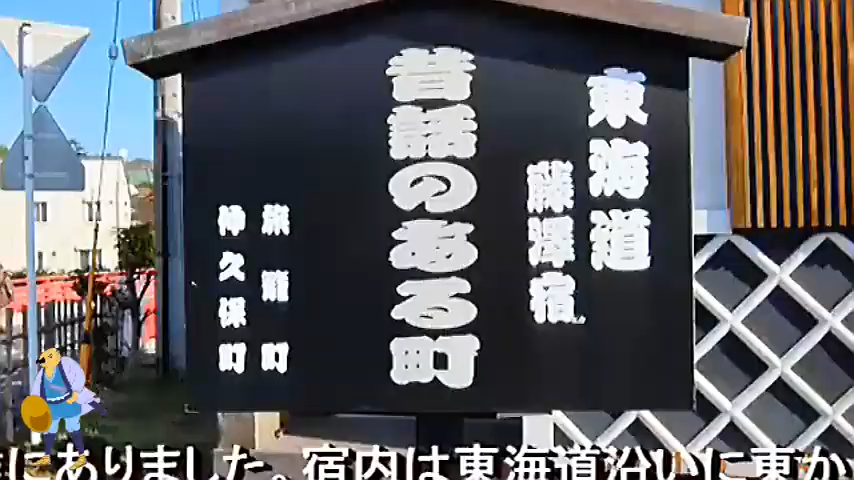 東海道
藤澤宿
昔話のある町
旅籠町
神久保町
にありました。宿内は東海道沿いに東か